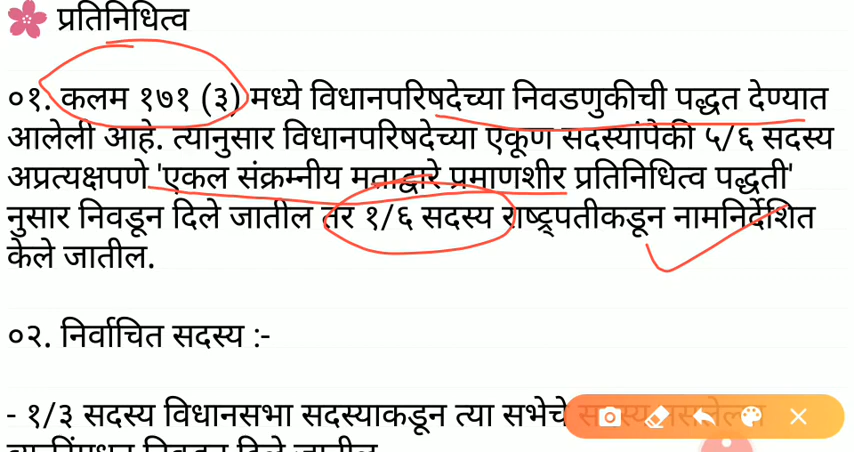 प्रतिनिधित्व
०१. कलम १७१ (३) मध्ये विधानपरिषदेच्या निवडणुकीची पद्धत देण्यात
आलेली आहे. त्यानुसार विधानपरिषदेच्या एकूण सदस्यांपैकी ५/६ सदस्य
अप्रत्यक्षपणे 'एकल संक्रम्नीय मताद्वारे प्रमाणशीर प्रतिनिधित्व पद्धती'
नुसार निवडून दिले जातील तर १/६ सदस्य राष्ट्र्पतीकडून नामनिर्देशित
केले जातील.
०२. निर्वाचित सदस्य :-
- १/३ सदस्य विधानसभा सदस्याकडून त्या सभेचे